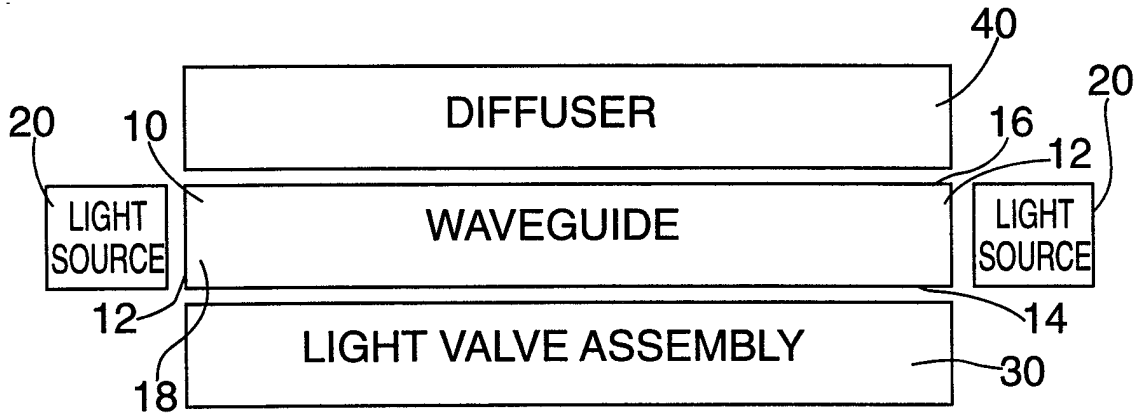 40
DIFFUSER
20
10
16
12
20
LIGHT
SOURCE
WAVEGUIDE
LIGHT
SOURCE
12
14
LIGHT VALVE ASSEMBLY
18
30